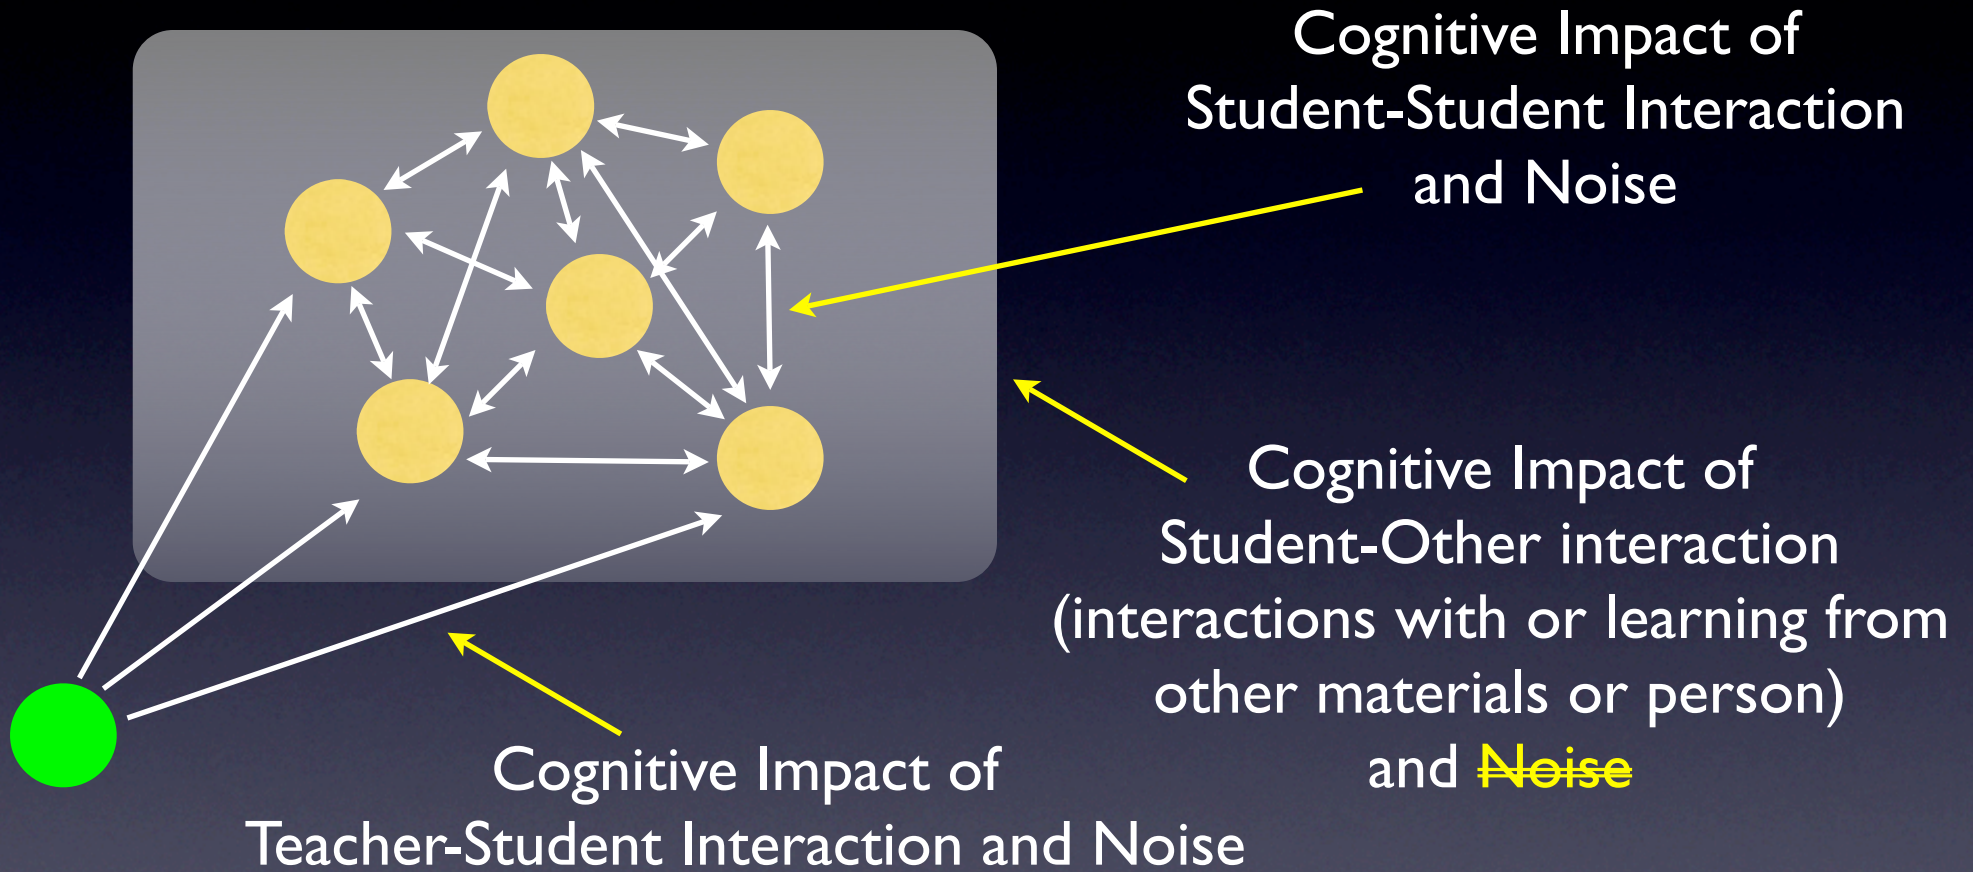 Cognitive Impact of
Student-Student Interaction
and Noise
Cognitive Impact of
Student-Other interaction
(interactions with or learning from
other materials or person)
and Noise
Cognitive Impact of
Teacher-Student Interaction and Noise